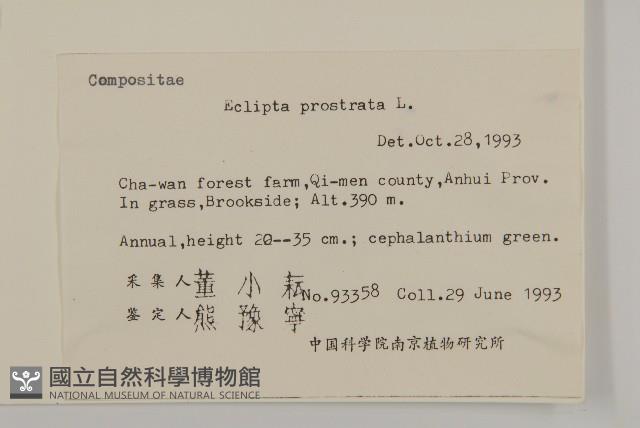 Compositae
Eclipta prostrata L.
Det.Oct.28,1993
Cha-wan forest farm,Qi-men county,Anhui Prov.
In grass,Brookside; Alt.390 m.
Annual,height 20--35 cm.; cephalanthium green.
采集人 董小耘 No.93358 Coll.29 June 1993
鉴定人 熊豫寧
中国科学院南京植物研究所
國立自然科學博物館
NATIONAL MUSEUM OF NATURAL SCIENCE